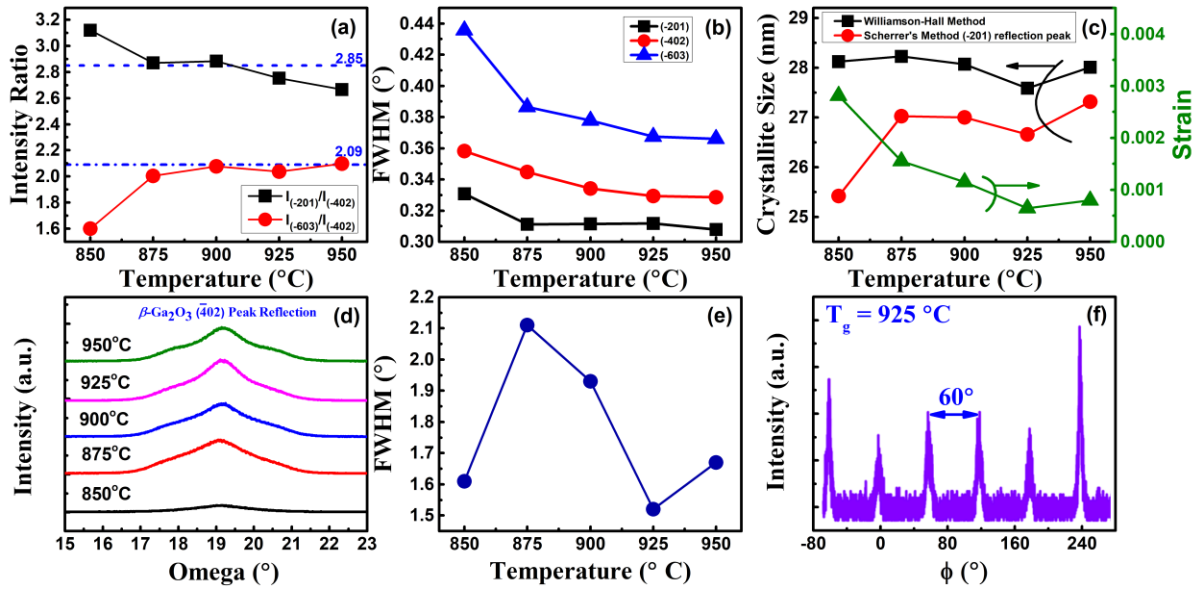 (a)
Intensity Ratio
3.2
3.0
2.8
2.6
2.4
2.2
2.0
1.8
1.6
2.85
2.09
I(-201)/I(-402)
I(-603)/I(-402)
850 875 900 925 950
Temperature (°C)
(b)
FWHM (°)
0.44
0.42
0.40
0.38
0.36
0.34
0.32
0.30
(-201)
(-402)
(-603)
850 875 900 925 950
Temperature (°C)
(c)
Crystallite Size (nm)
28
27
26
25
Williamson-Hall Method
Scherrer's Method (-201) reflection peak
0.004
0.003
0.002
0.001
0.000
Strain
850 875 900 925 950
Temperature (°C)
(d)
Intensity (a.u.)
β-Ga2O3 (4̅02) Peak Reflection
950°C
925°C
900°C
875°C
850°C
15 16 17 18 19 20 21 22 23
Omega (°)
(e)
FWHM (°)
2.2
2.1
2.0
1.9
1.8
1.7
1.6
1.5
850 875 900 925 950
Temperature (° C)
(f)
Intensity (a.u.)
Tg = 925 °C
60°
-80 0 80 160 240
ϕ (°)